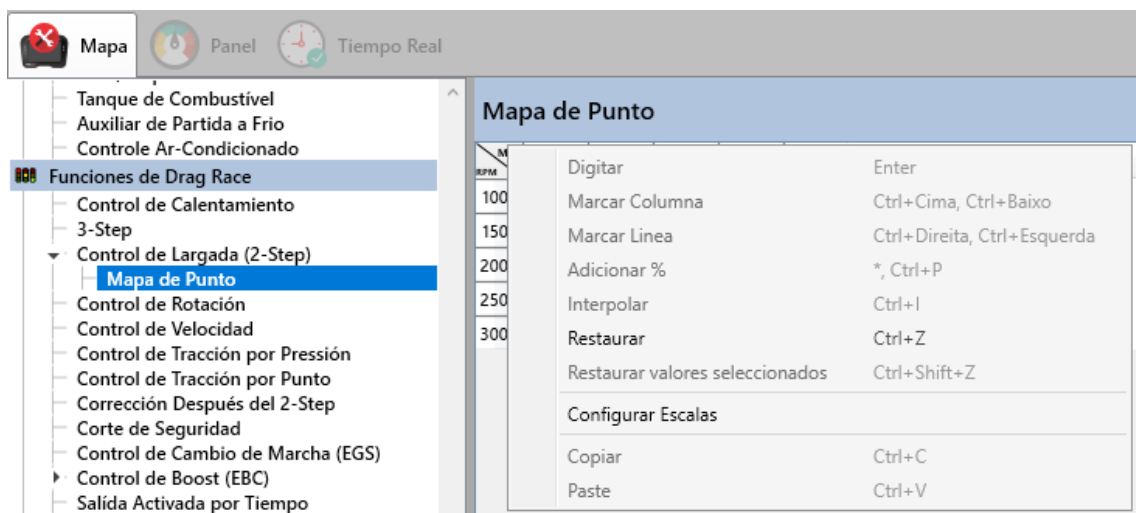 Mapa
Panel
Tiempo Real
Tanque de Combustível
Auxiliar de Partida a Frio
Controle Ar-Condicionado
Funciones de Drag Race
Control de Calentamiento
3-Step
Control de Largada (2-Step)
Mapa de Punto
Control de Rotación
Control de Velocidad
Control de Tracción por Pressión
Control de Tracción por Punto
Corrección Después del 2-Step
Corte de Seguridad
Control de Cambio de Marcha (EGS)
Control de Boost (EBC)
Salída Activada por Tiempo
Mapa de Punto
M
RPM
100
150
200
250
300
Digitar Enter
Marcar Columna Ctrl+Cima, Ctrl+Baixo
Marcar Linea Ctrl+Direita, Ctrl+Esquerda
Adicionar % *, Ctrl+P
Interpolar Ctrl+I
Restaurar Ctrl+Z
Restaurar valores seleccionados Ctrl+Shift+Z
Configurar Escalas
Copiar Ctrl+C
Paste Ctrl+V